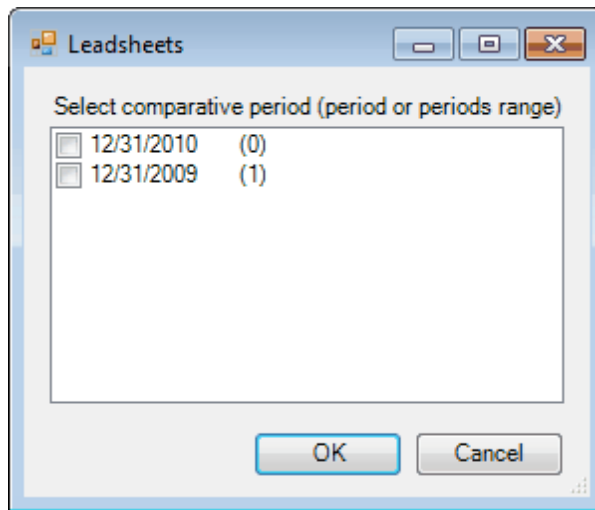 Leadsheets
Select comparative period (period or periods range)
12/31/2010 (0)
12/31/2009 (1)
OK Cancel